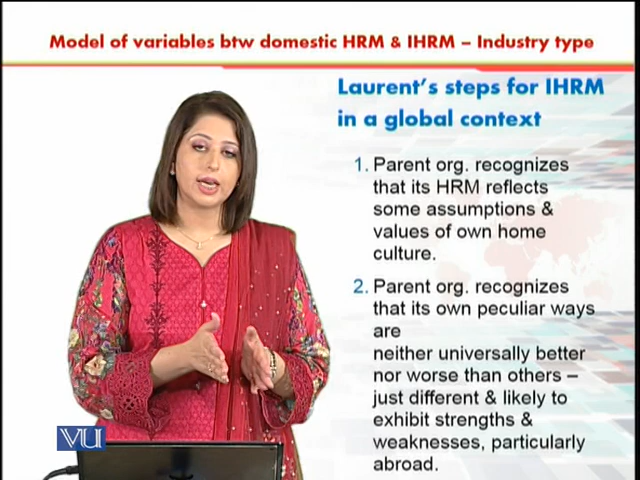 Model of variables btw domestic HRM & IHRM – Industry type
Laurent's steps for IHRM
in a global context
1. Parent org. recognizes
that its HRM reflects
some assumptions &
values of own home
culture.
2. Parent org. recognizes
that its own peculiar ways
are
neither universally better
nor worse than others –
just different & likely to
exhibit strengths &
weaknesses, particularly
abroad.
VU